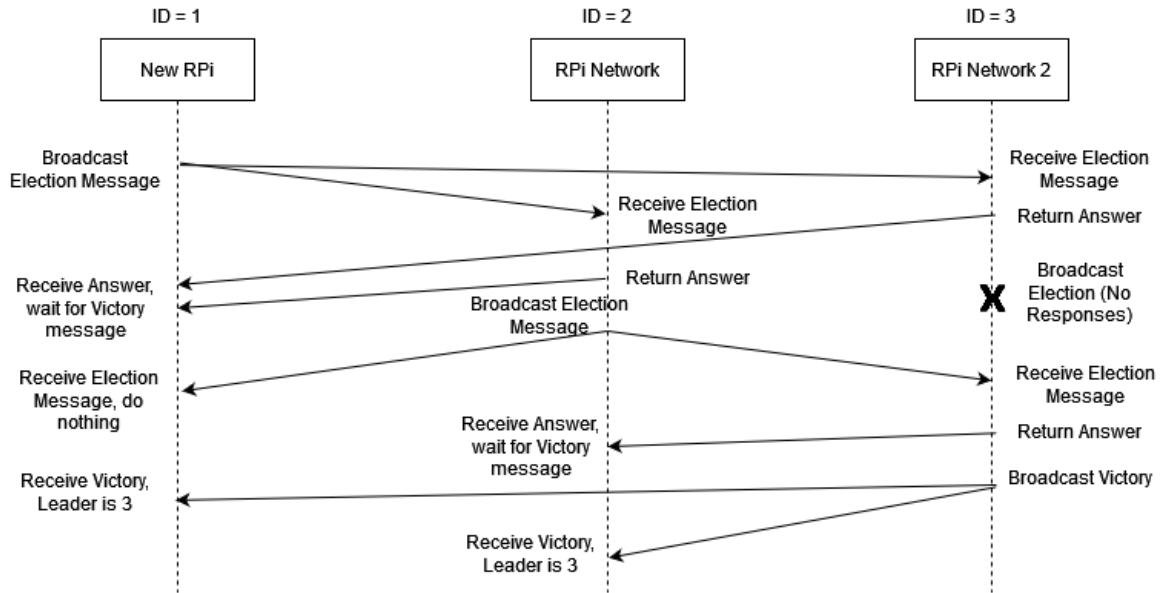 ID = 1
ID = 2
ID = 3
New RPi
RPi Network
RPi Network 2
Broadcast
Election Message
Receive Election
Message
Receive Election
Message
Return Answer
Receive Answer,
wait for Victory
message
Return Answer
Broadcast
Election (No
Responses)
Broadcast Election
Message
Receive Election
Message, do
nothing
Receive Election
Message
Receive Answer,
wait for Victory
message
Return Answer
Receive Victory,
Leader is 3
Broadcast Victory
Receive Victory,
Leader is 3